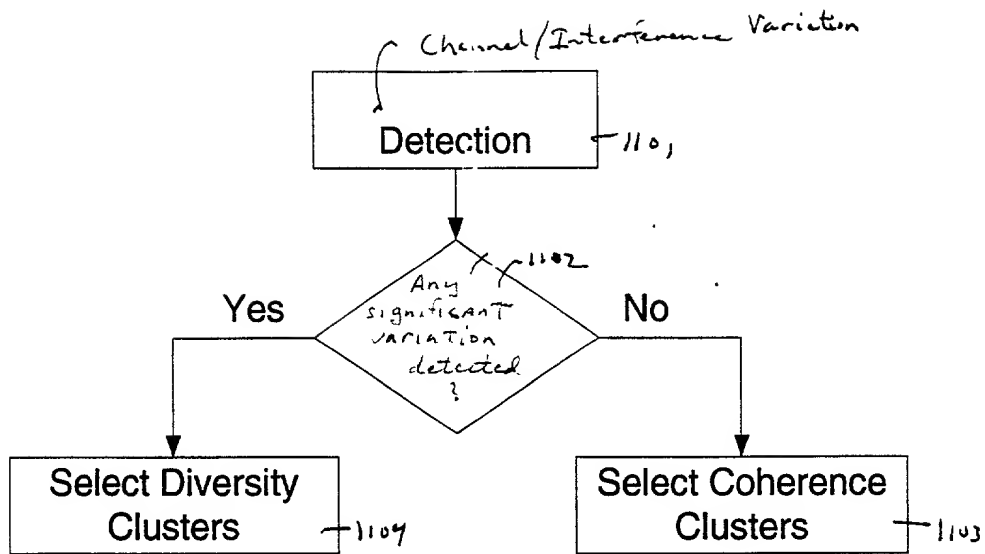 Channel/Interference Variation
Detection
1101
1102
Any
significant
variation
detected
?
Yes
No
Select Diversity
Clusters
1104
Select Coherence
Clusters
1103